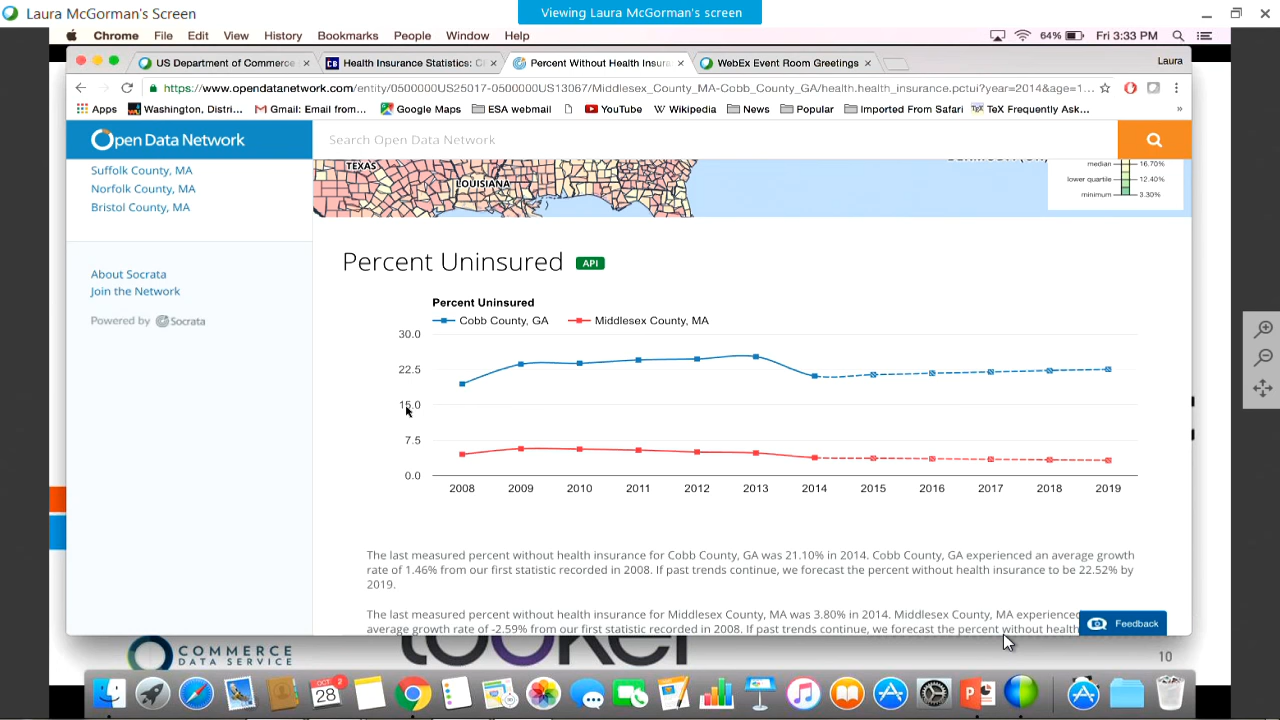 Laura McGorman's Screen
Viewing Laura McGorman's screen
Chrome File Edit View History Bookmarks People Window Help
64% Fri 3:33 PM
US Department of Commerce
Health Insurance Statistics: C
Percent Without Health Insura
WebEx Event Room Greetings
Laura
https://www.opendatanetwork.com/entity/0500000US25017-0500000US13067/Middlesex_County_MA-Cobb_County_GA/health.health_insurance.pctui?year=2014&age=1...
Apps
Washington, Distri...
Gmail: Email from...
Google Maps
ESA webmail
YouTube
Wikipedia
News
Popular
Imported From Safari
TeX Frequently Ask...
»
Open Data Network
Search Open Data Network
Suffolk County, MA
Norfolk County, MA
Bristol County, MA
About Socrata
Join the Network
Powered by Socrata
TEXAS
LOUISIANA
median 16.70%
lower quartile 12.40%
minimum 3.30%
Percent Uninsured API
Percent Uninsured
Cobb County, GA Middlesex County, MA
30.0
22.5
15.0
7.5
0.0
2008 2009 2010 2011 2012 2013 2014 2015 2016 2017 2018 2019
The last measured percent without health insurance for Cobb County, GA was 21.10% in 2014. Cobb County, GA experienced an average growth
rate of 1.46% from our first statistic recorded in 2008. If past trends continue, we forecast the percent without health insurance to be 22.52% by
2019.
The last measured percent without health insurance for Middlesex County, MA was 3.80% in 2014. Middlesex County, MA experienced
average growth rate of -2.59% from our first statistic recorded in 2008. If past trends continue, we forecast the percent without health
Feedback
COMMERCE
DATA SERVICE
looker
10
OCT
28
2